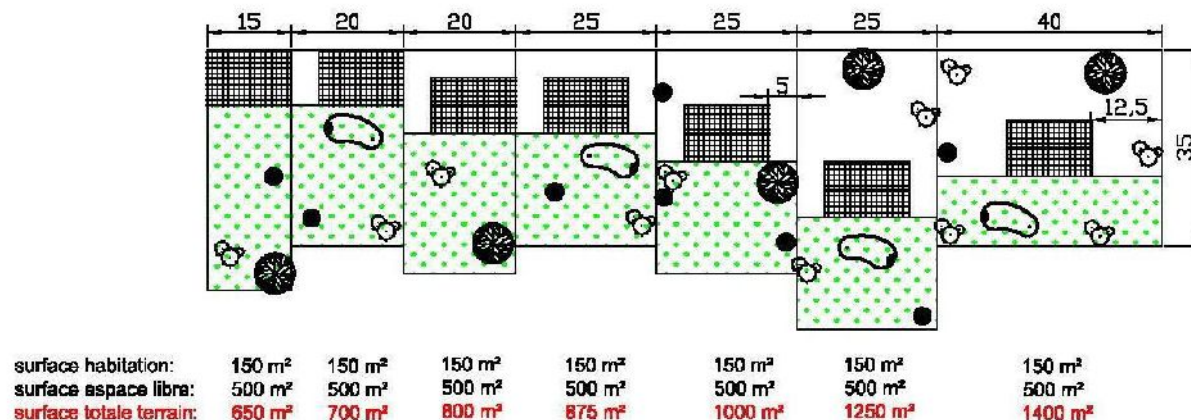 15 20 20 25 25 25 40
5
12,5
35
surface habitation: 150 m² 150 m² 150 m² 150 m² 150 m² 150 m² 150 m²
surface espace libre: 500 m² 500 m² 500 m² 500 m² 500 m² 500 m² 500 m²
surface totale terrain: 650 m² 700 m² 800 m² 875 m² 1000 m² 1250 m² 1400 m²